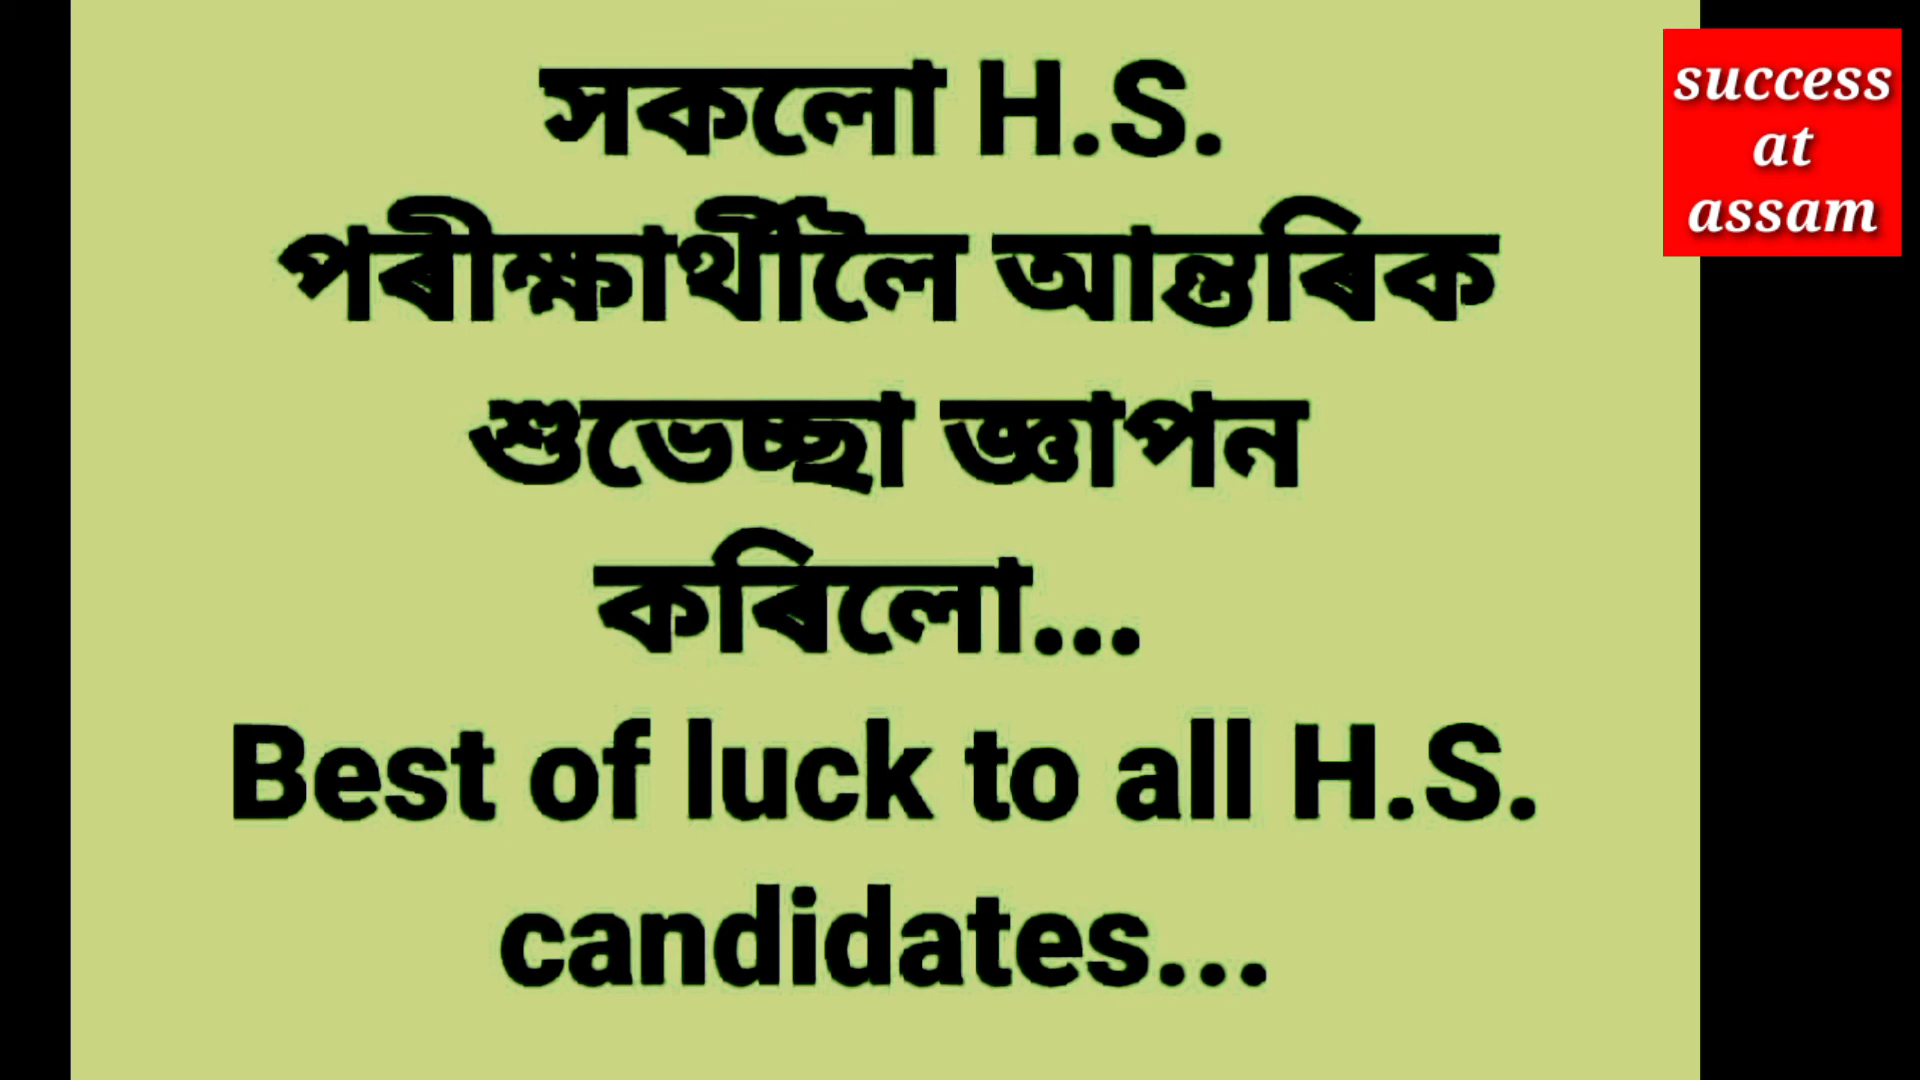 সকলো H.S.
পৰীক্ষাৰ্থীলৈ আন্তৰিক
শুভেচ্ছা জ্ঞাপন
কৰিলো...
Best of luck to all H.S.
candidates...
success
at
assam